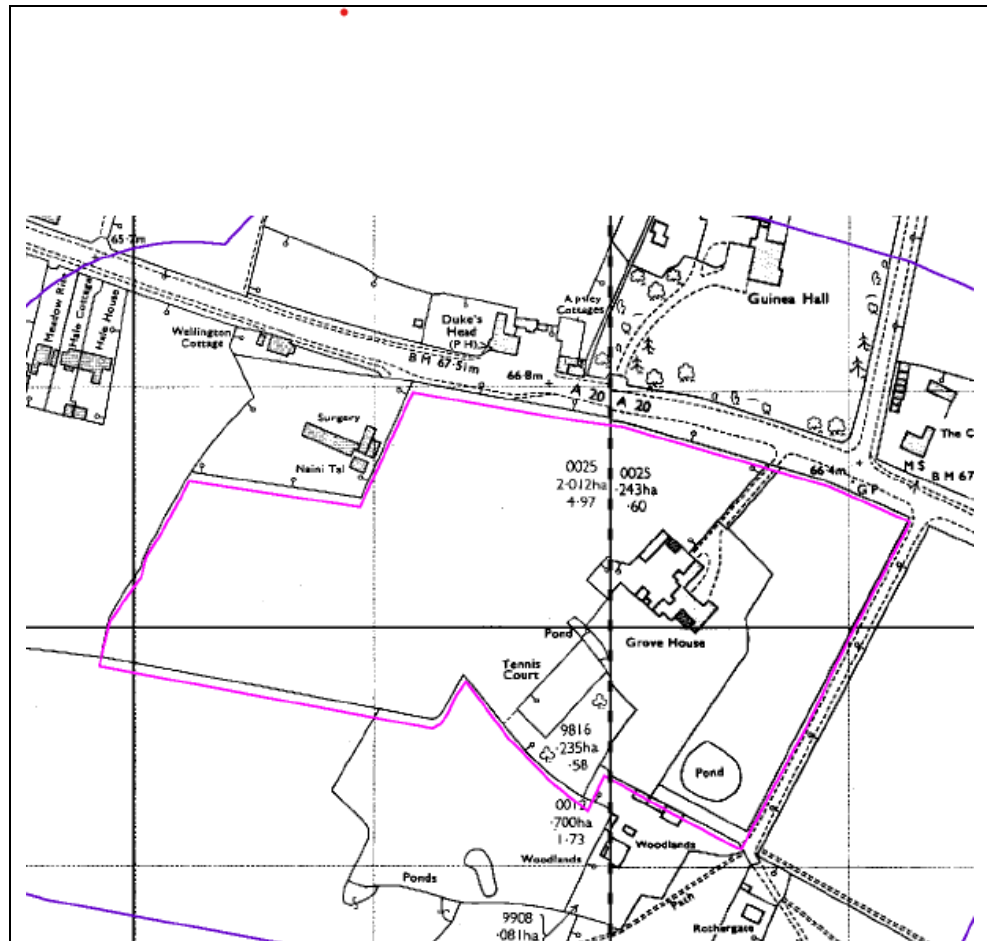 65·7m
Meadow Rise
Hale Cottage
Hale House
Wellington
Cottage
Duke's
Head
(P H)
B M 67·51m
66·8m
Apsley
Cottages
A 20
A 20
Guinea Hall
The
M S
B M 67
66·4m
G P
Surgery
Naini Tal
0025
2·012ha
4·97
0025
·243ha
·60
Pond
Grove House
Tennis
Court
9816
·235ha
·58
Pond
0012
·700ha
1·73
Woodlands
Woodlands
Ponds
Path
Rothergate
9908
·081ha